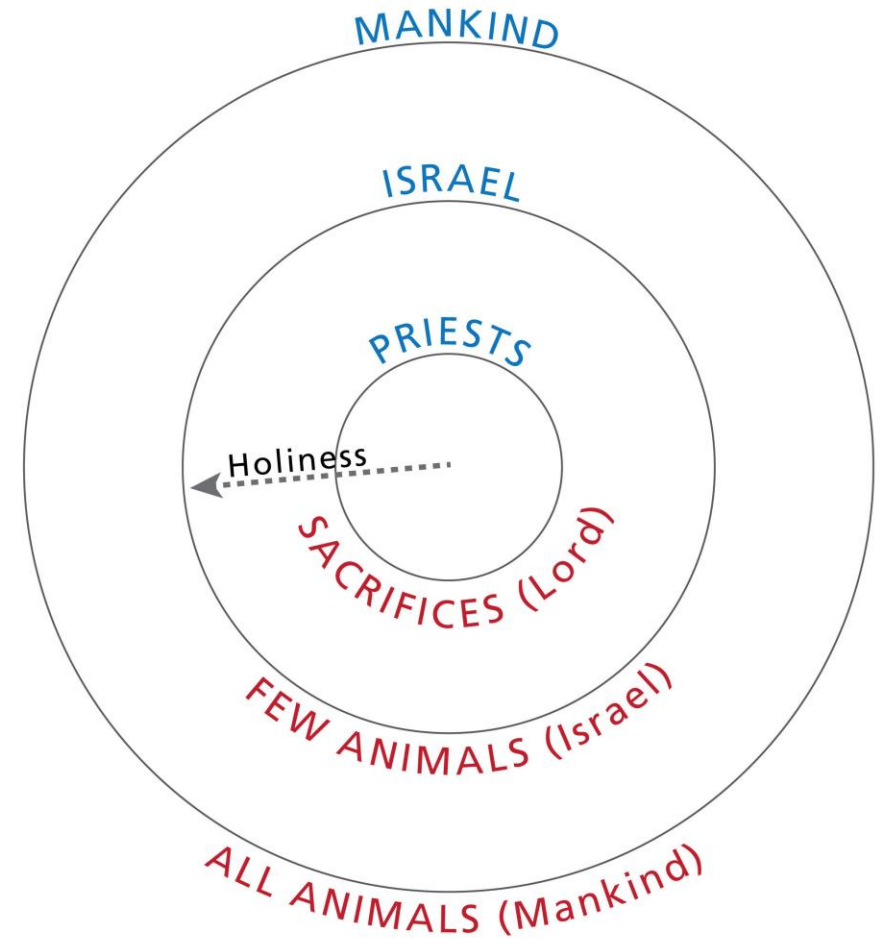 MANKIND
ISRAEL
PRIESTS
Holiness
SACRIFICES (Lord)
FEW ANIMALS (Israel)
ALL ANIMALS (Mankind)